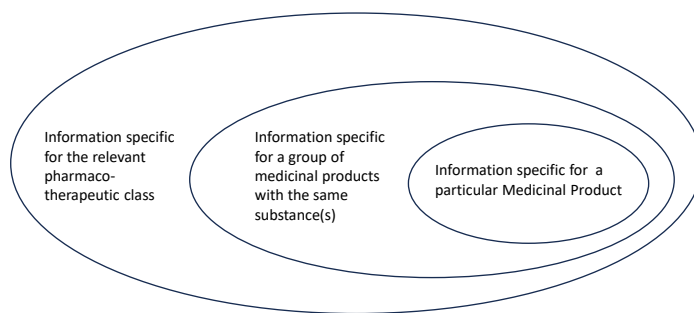 Information specific
for the relevant
pharmaco-
therapeutic class
Information specific
for a group of
medicinal products
with the same
substance(s)
Information specific for a
particular Medicinal Product